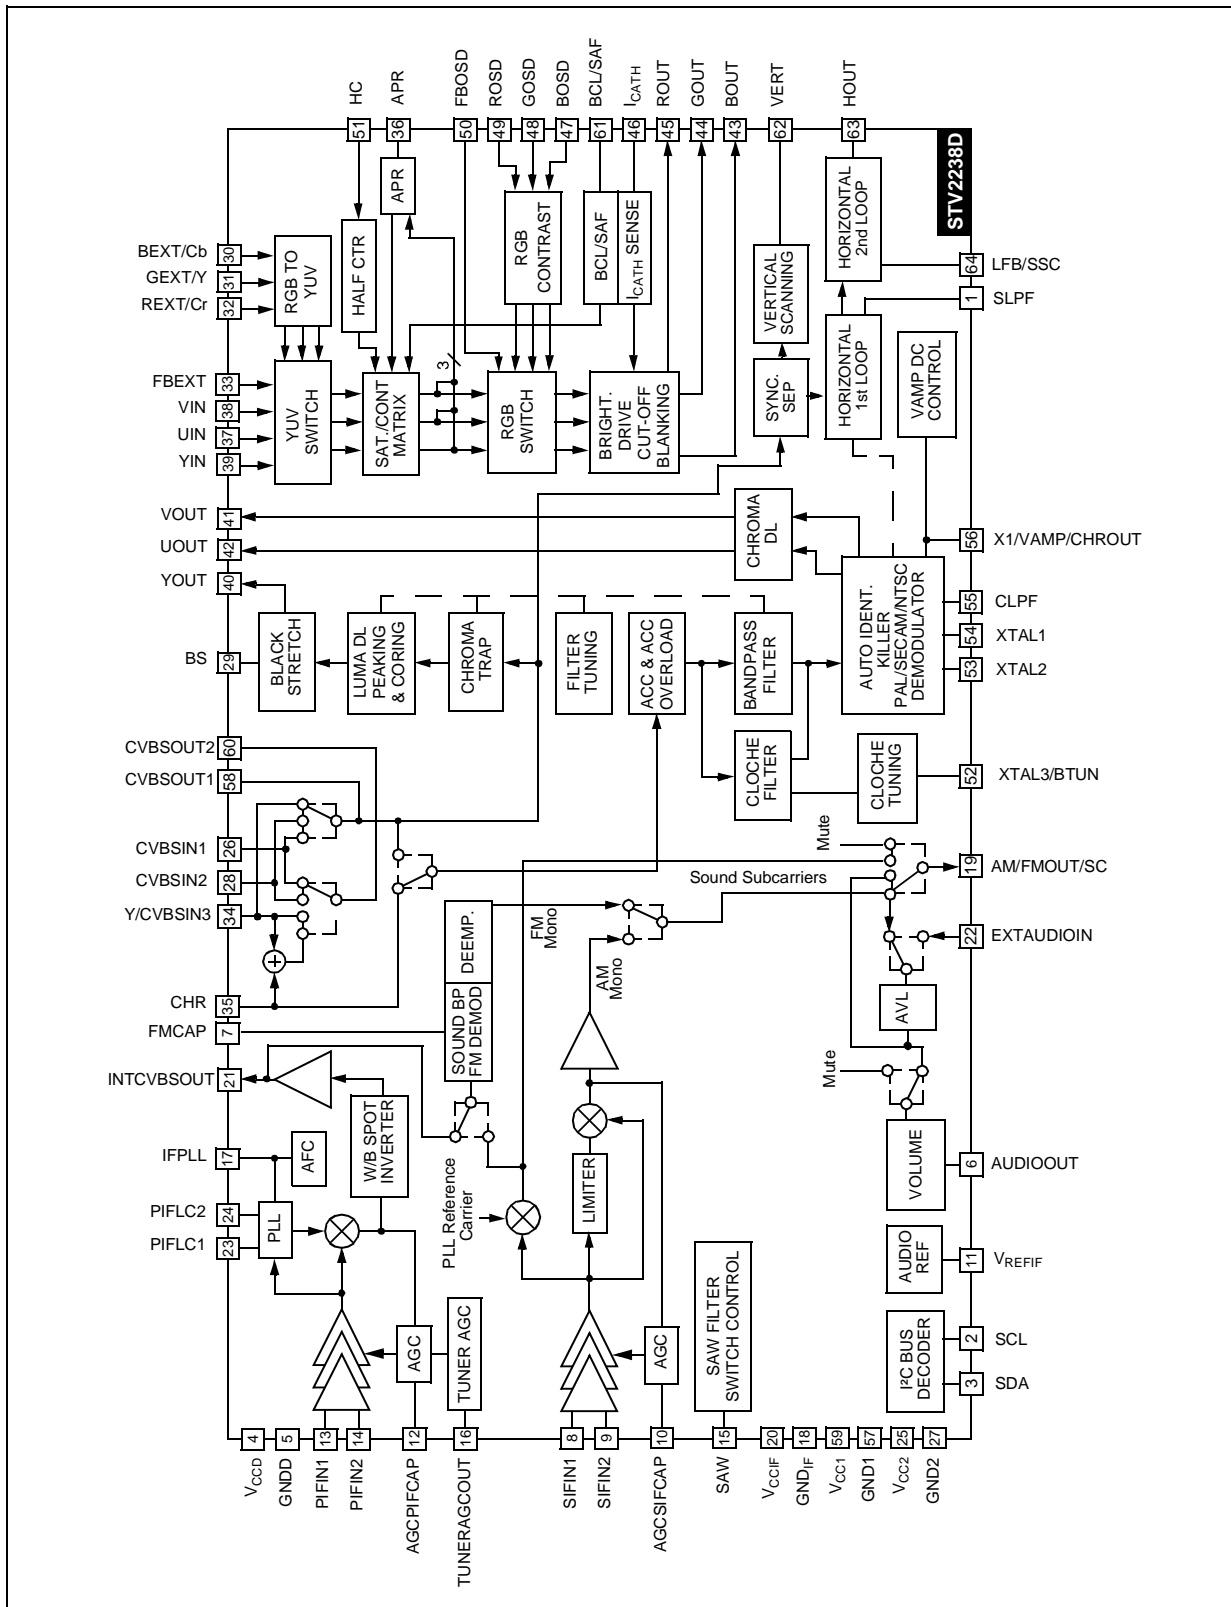 HC
APR
FBOSD
ROSD
GOSD
BOSD
BCL/SAF
ICATH
ROUT
GOUT
BOUT
VERT
HOUT
51
36
50
49
48
47
61
46
45
44
43
62
63
STV2238D
BEXT/Cb
30
GEXT/Y
31
REXT/Cr
32
FBEXT
33
VIN
38
UIN
37
YIN
39
VOUT
41
UOUT
42
YOUT
40
BS
29
CVBSOUT2
60
CVBSOUT1
58
CVBSIN1
26
CVBSIN2
28
Y/CVBSIN3
34
CHR
35
FMCAP
7
INTCVBSOUT
21
IFPLL
17
PIFLC2
24
PIFLC1
23
RGB TO
YUV
HALF CTR
APR
RGB
CONTRAST
BCL/SAF
ICATH SENSE
VERTICAL
SCANNING
HORIZONTAL
2nd LOOP
YUV
SWITCH
SAT./CONT
MATRIX
3
RGB
SWITCH
BRIGHT.
DRIVE
CUT-OFF
BLANKING
SYNC.
SEP
HORIZONTAL
1st LOOP
VAMP DC
CONTROL
CHROMA
DL
BLACK
STRETCH
LUMA DL
PEAKING
& CORING
CHROMA
TRAP
FILTER
TUNING
ACC & ACC
OVERLOAD
BANDPASS
FILTER
AUTO IDENT.
KILLER
PAL/SECAM/NTSC
DEMODULATOR
CLOCHE
FILTER
CLOCHE
TUNING
Mute
Sound Subcarriers
DEEMP.
FM
Mono
AM
Mono
SOUND BP
FM DEMOD
AVL
Mute
W/B SPOT
INVERTER
AFC
PLL
LIMITER
PLL Reference
Carrier
VOLUME
AUDIO
REF
AGC
TUNER AGC
AGC
SAW FILTER
SWITCH CONTROL
I²C BUS
DECODER
64
LFB/SSC
1
SLPF
56
X1/VAMP/CHROUT
55
CLPF
54
XTAL1
53
XTAL2
52
XTAL3/BTUN
19
AM/FMOUT/SC
22
EXTAUDIOIN
6
AUDIOOUT
11
VREFIF
2
SCL
3
SDA
4
5
13
14
12
16
8
9
10
15
20
18
59
57
25
27
VCCD
GNDD
PIFIN1
PIFIN2
AGCPIFCAP
TUNERAGCOUT
SIFIN1
SIFIN2
AGCSIFCAP
SAW
VCCIF
GNDIF
VCC1
GND1
VCC2
GND2